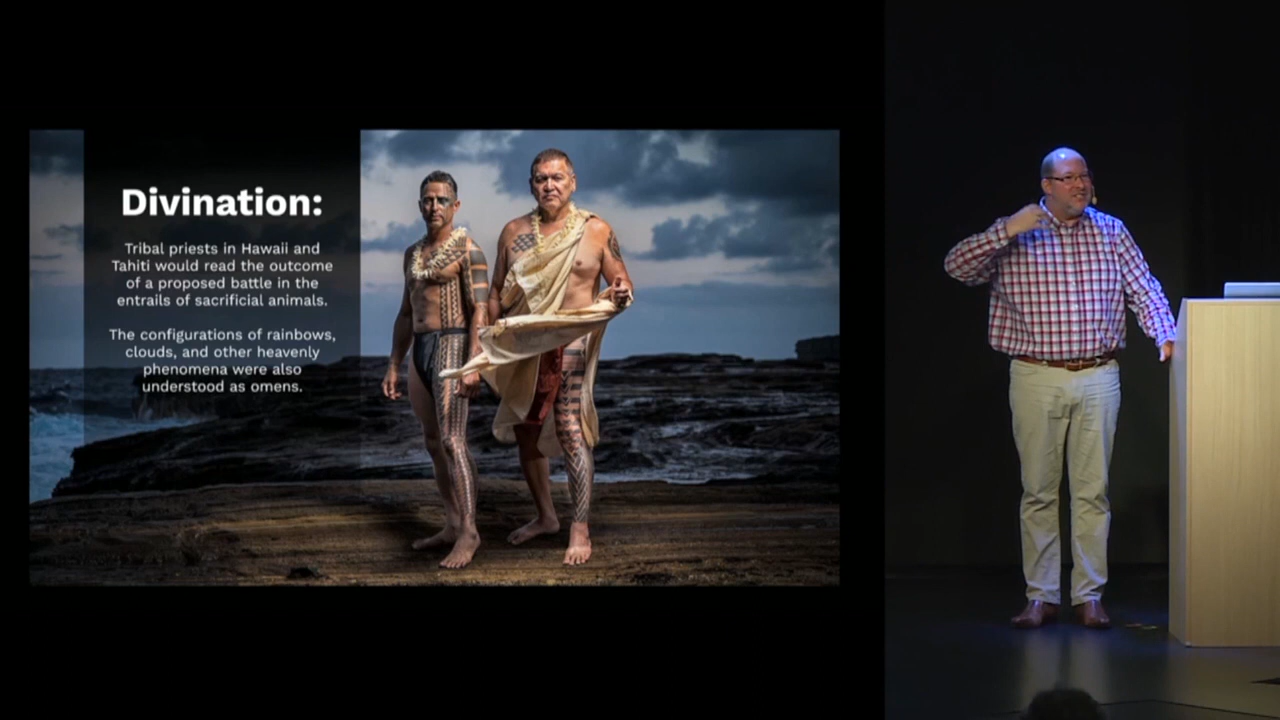 Divination:
Tribal priests in Hawaii and
Tahiti would read the outcome
of a proposed battle in the
entrails of sacrificial animals.
The configurations of rainbows,
clouds, and other heavenly
phenomena were also
understood as omens.